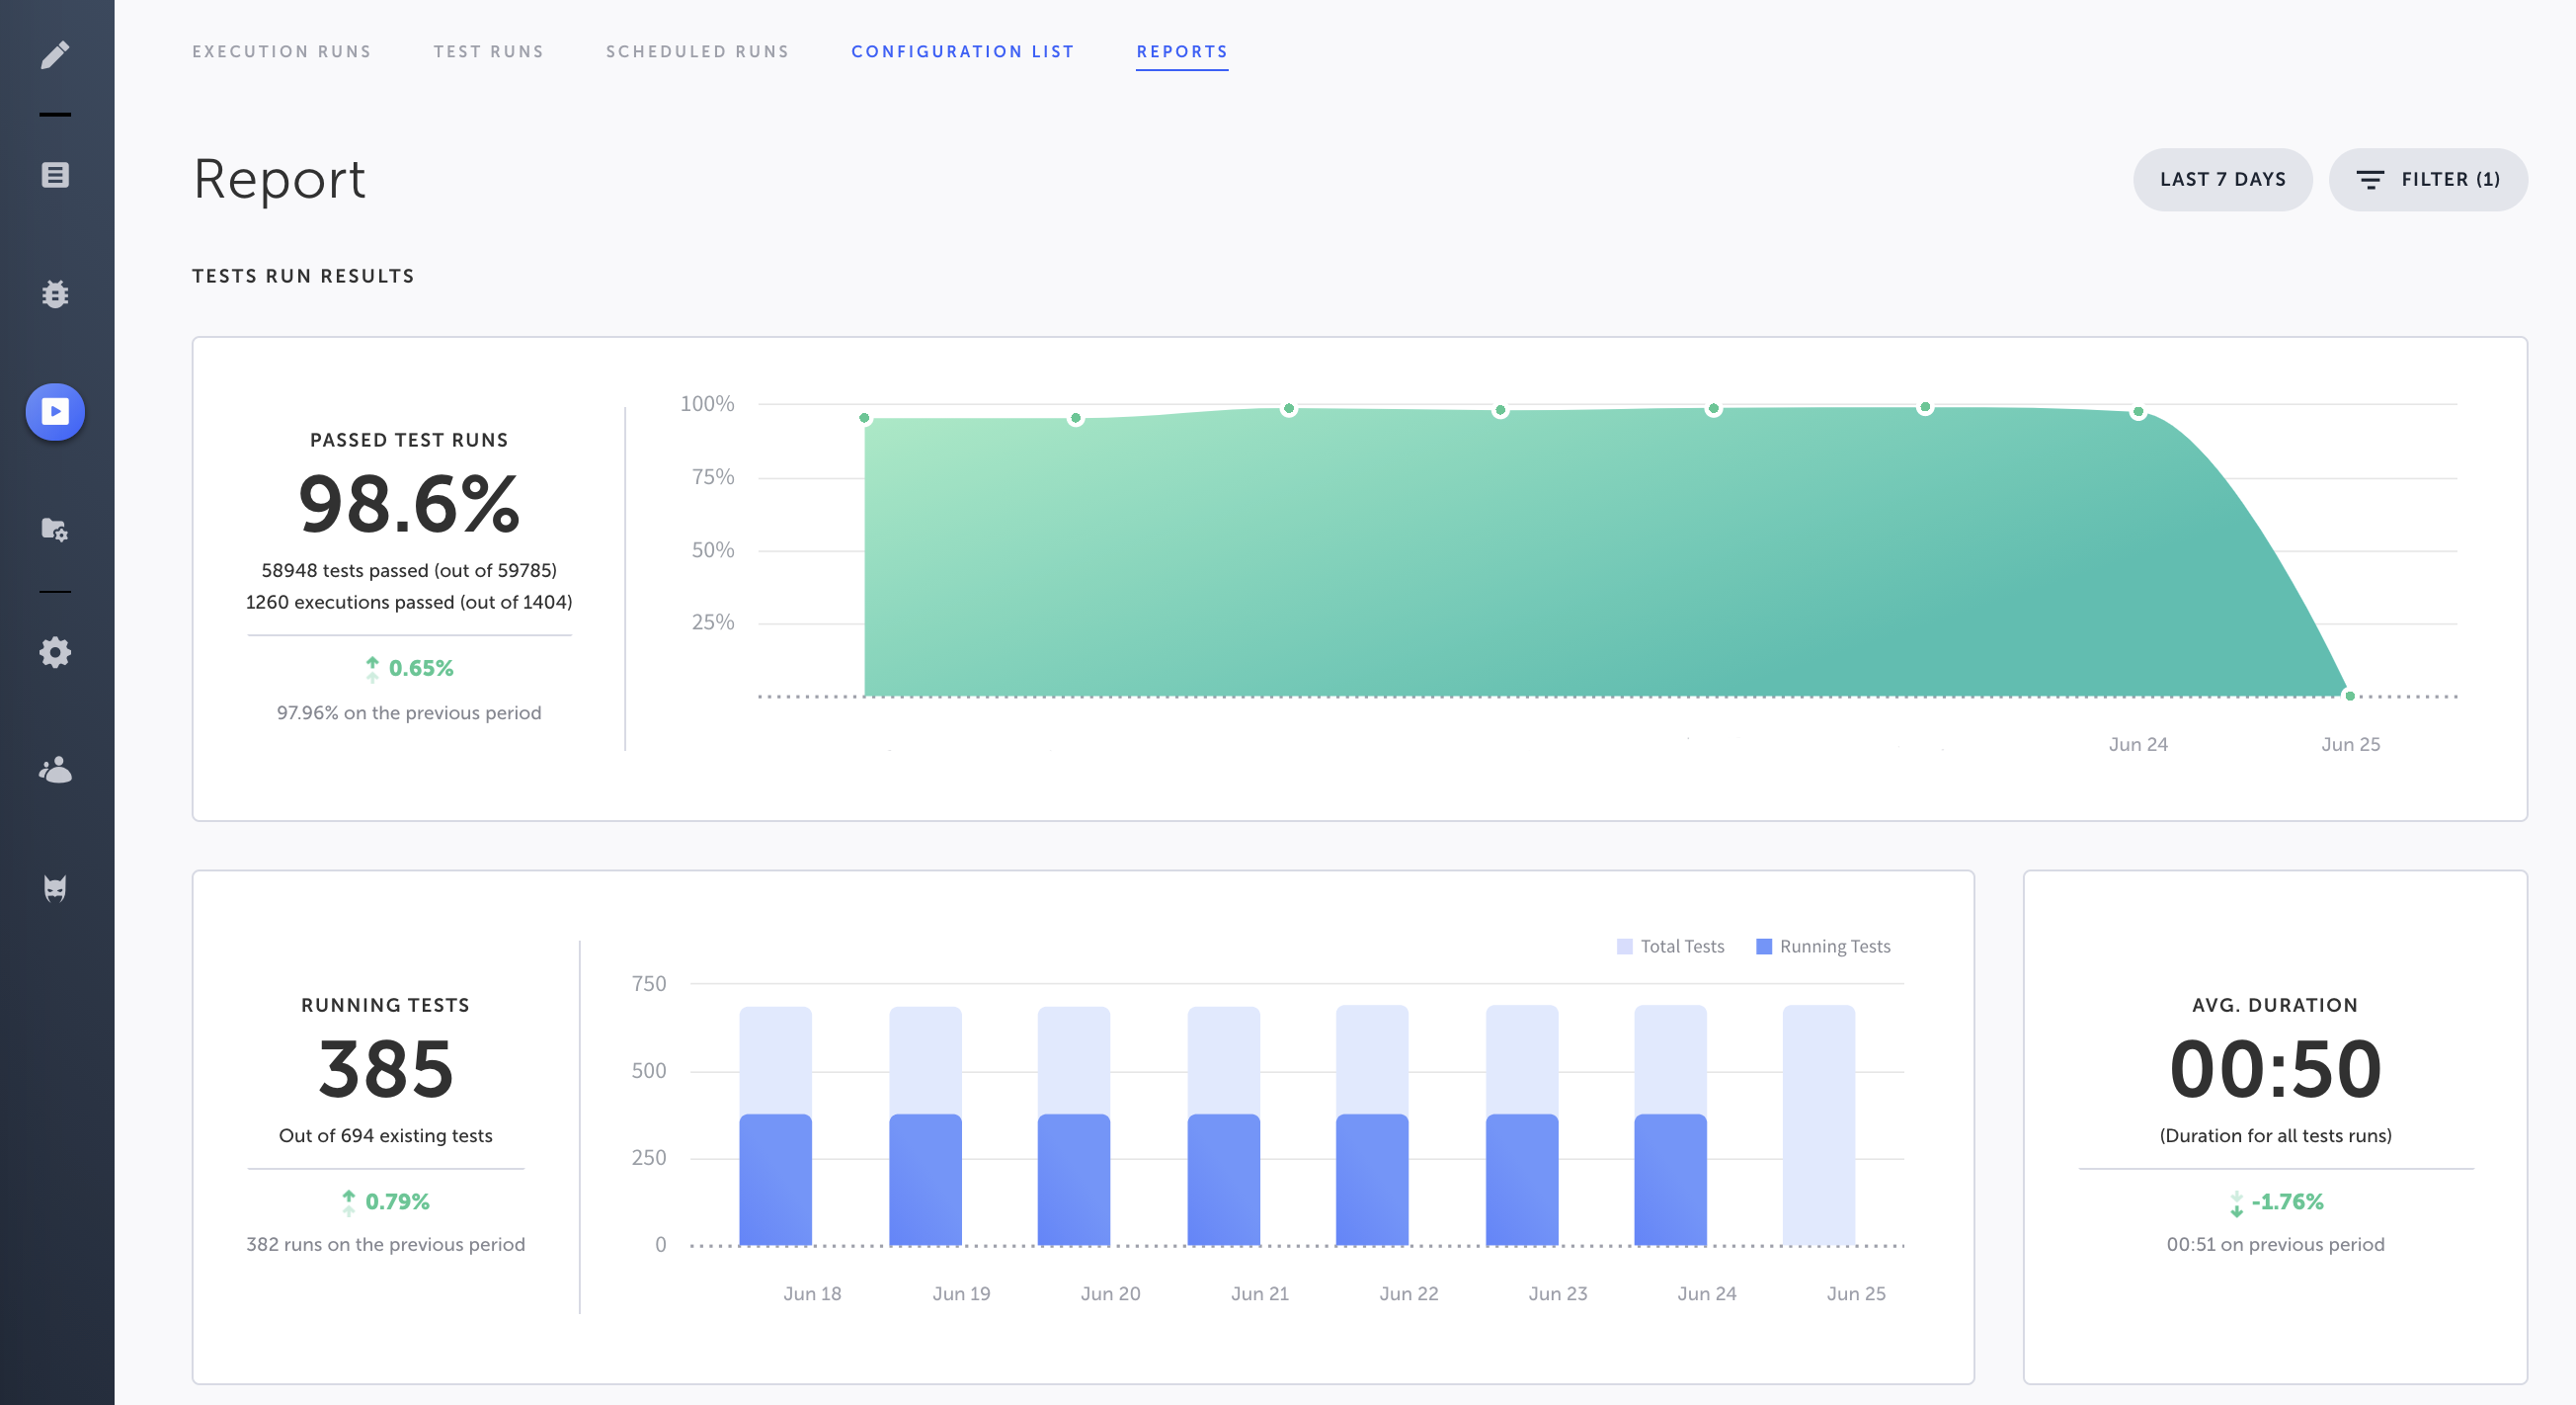 EXECUTION RUNS
TEST RUNS
SCHEDULED RUNS
CONFIGURATION LIST
REPORTS
Report
LAST 7 DAYS
FILTER (1)
TESTS RUN RESULTS
PASSED TEST RUNS
98.6%
58948 tests passed (out of 59785)
1260 executions passed (out of 1404)
0.65%
97.96% on the previous period
100%
75%
50%
25%
Jun 24
Jun 25
RUNNING TESTS
385
Out of 694 existing tests
0.79%
382 runs on the previous period
Total Tests
Running Tests
750
500
250
0
Jun 18
Jun 19
Jun 20
Jun 21
Jun 22
Jun 23
Jun 24
Jun 25
AVG. DURATION
00:50
(Duration for all tests runs)
-1.76%
00:51 on previous period